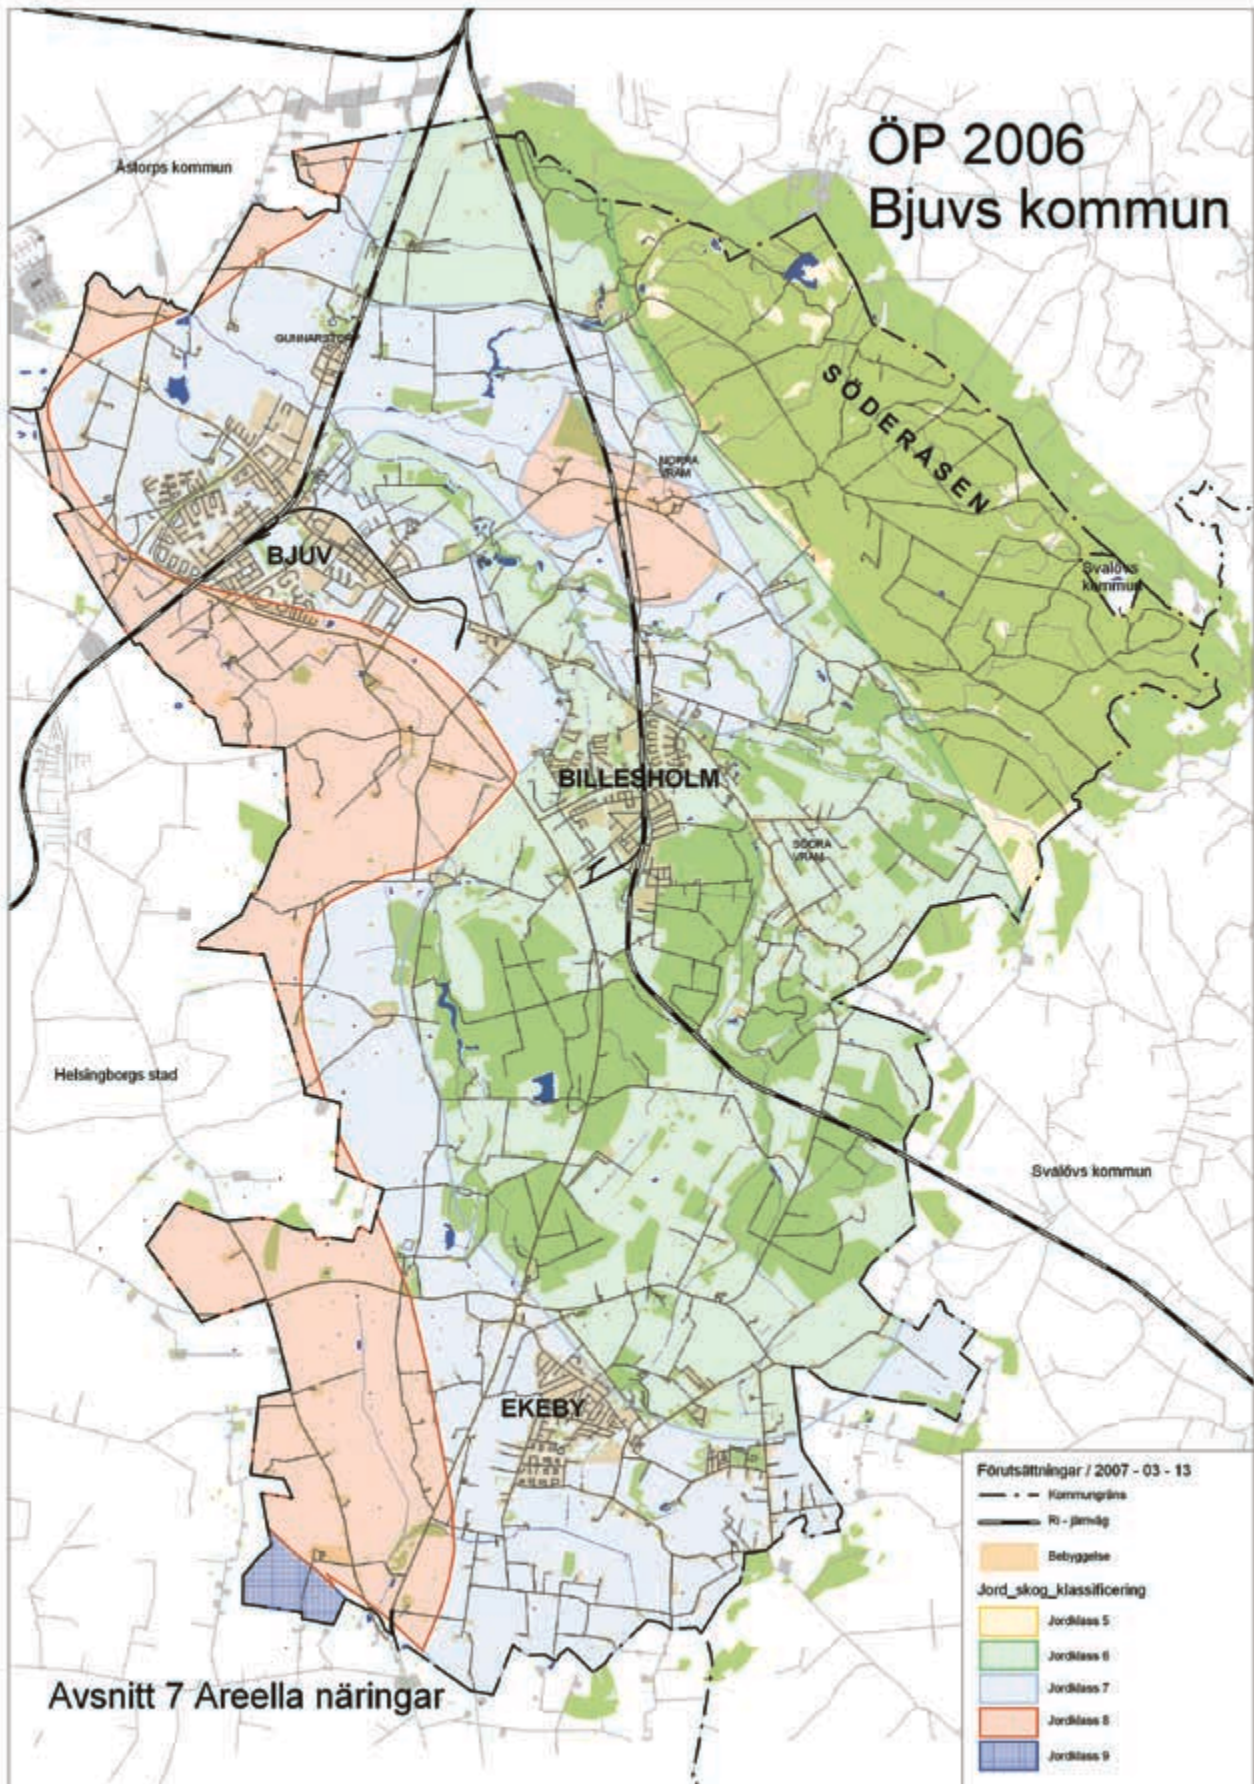 ÖP 2006
Bjuvs kommun
Åstorps kommun
GUNNARSTORP
SÖDERÅSEN
NORRA
VRAM
BJUV
Svalövs
kommun
BILLESHOLM
SÖDRA
VRAM
Helsingborgs stad
Svalövs kommun
EKEBY
Förutsättningar / 2007 - 03 - 13
Kommungräns
RI - järnväg
Bebyggelse
Jord_skog_klassificering
Jordklass 5
Jordklass 6
Jordklass 7
Jordklass 8
Jordklass 9
Avsnitt 7 Areella näringar